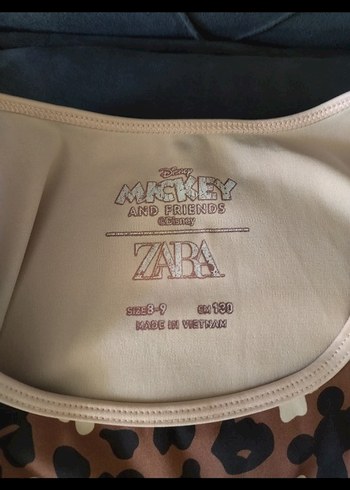 Disney
MICKEY
AND FRIENDS
©Disney
ZARA
SIZE 8-9 CM 130
MADE IN VIETNAM